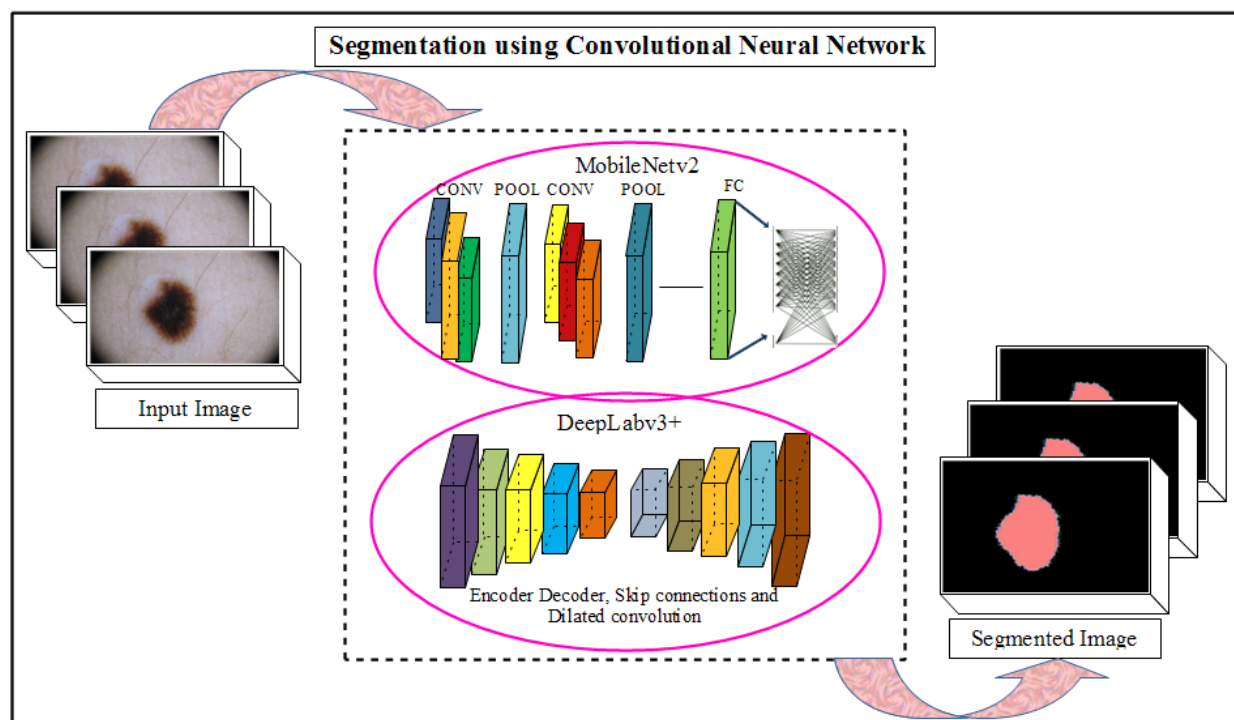 Segmentation using Convolutional Neural Network
MobileNetv2
CONV POOL CONV POOL FC
Input Image
DeepLabv3+
Encoder Decoder, Skip connections and
Dilated convolution
Segmented Image